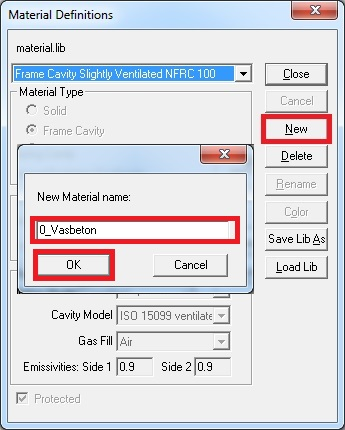 Material Definitions
material.lib
Frame Cavity Slightly Ventilated NFRC 100
Close
Material Type
Cancel
Solid
Frame Cavity
New
Delete
New Material name:
Rename
0_Vasbeton
Color
OK
Cancel
Save Lib As
Load Lib
Cavity Model
ISO 15099 ventilate
Gas Fill
Air
Emissivities: Side 1 0.9 Side 2 0.9
Protected